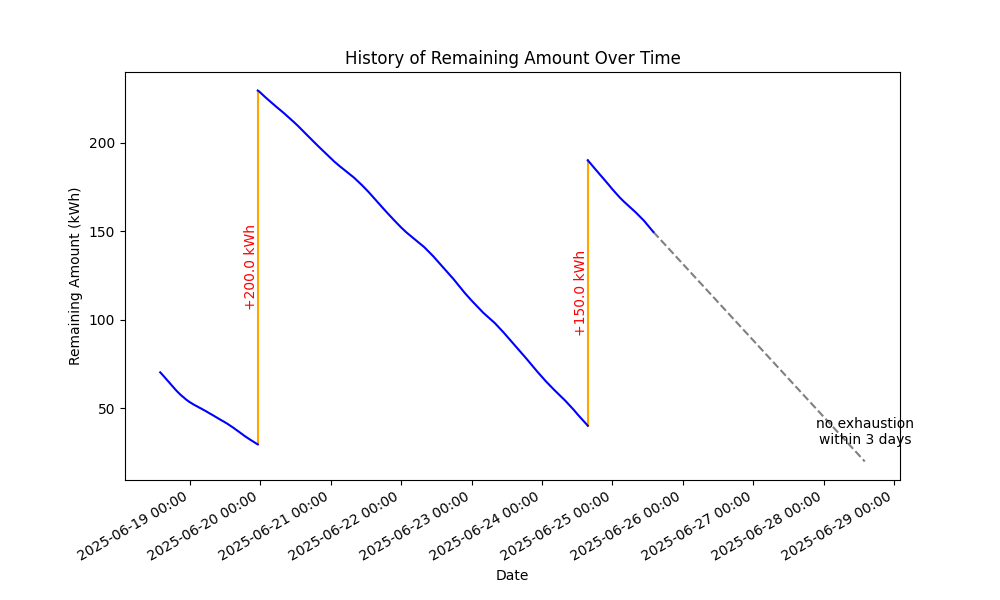 History of Remaining Amount Over Time
Remaining Amount (kWh)
200
150
100
50
+200.0 kWh
+150.0 kWh
no exhaustion
within 3 days
2025-06-19 00:00
2025-06-20 00:00
2025-06-21 00:00
2025-06-22 00:00
2025-06-23 00:00
2025-06-24 00:00
2025-06-25 00:00
2025-06-26 00:00
2025-06-27 00:00
2025-06-28 00:00
2025-06-29 00:00
Date